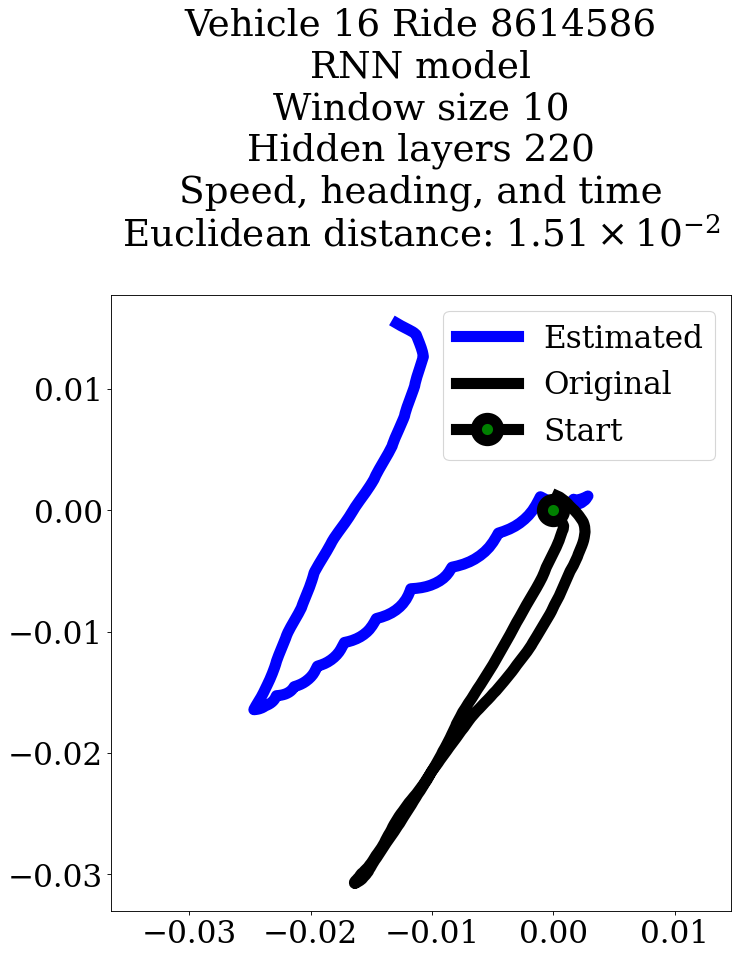 Vehicle 16 Ride 8614586
RNN model
Window size 10
Hidden layers 220
Speed, heading, and time
Euclidean distance: 1.51 × 10⁻²
Estimated
Original
Start
0.01
0.00
−0.01
−0.02
−0.03
−0.03 −0.02 −0.01 0.00 0.01